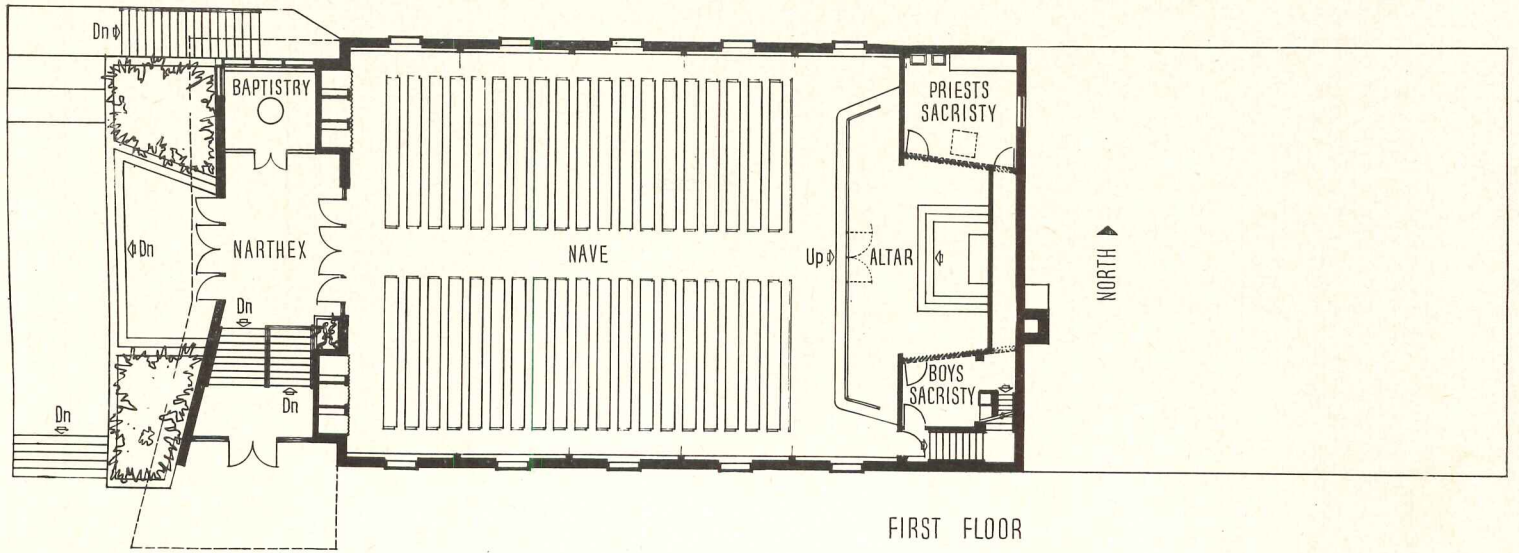 Dn
BAPTISTRY
PRIESTS
SACRISTY
Dn
NARTHEX
NAVE
Up
ALTAR
NORTH
Dn
BOYS
SACRISTY
Dn
Dn
FIRST FLOOR